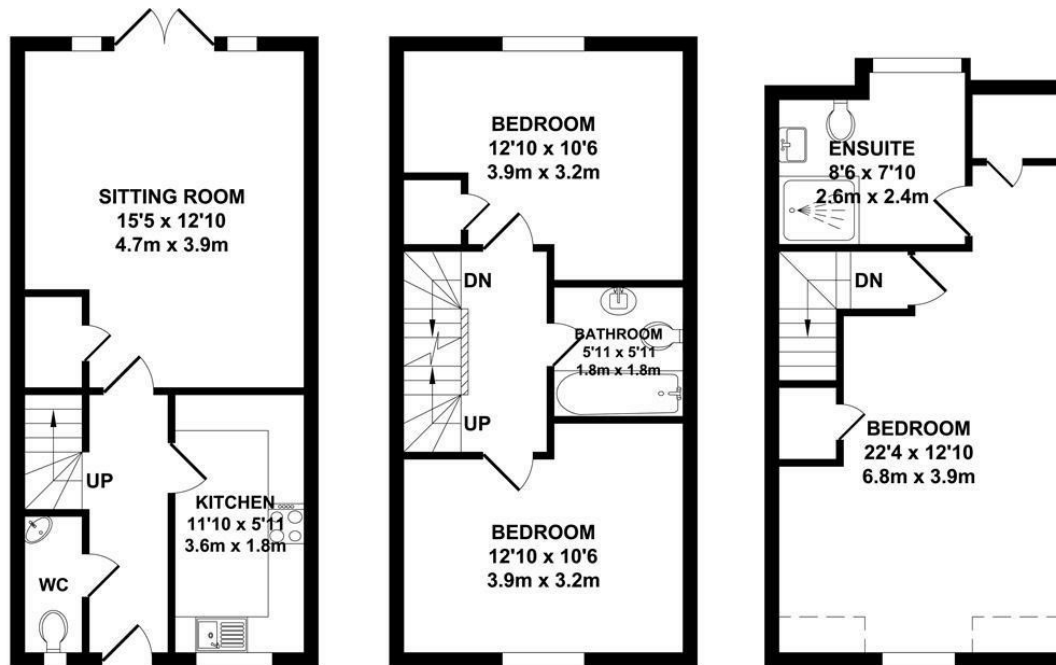 SITTING ROOM
15'5 x 12'10
4.7m x 3.9m
UP
KITCHEN
11'10 x 5'11
3.6m x 1.8m
WC
BEDROOM
12'10 x 10'6
3.9m x 3.2m
DN
BATHROOM
5'11 x 5'11
1.8m x 1.8m
UP
BEDROOM
12'10 x 10'6
3.9m x 3.2m
ENSUITE
8'6 x 7'10
2.6m x 2.4m
DN
BEDROOM
22'4 x 12'10
6.8m x 3.9m